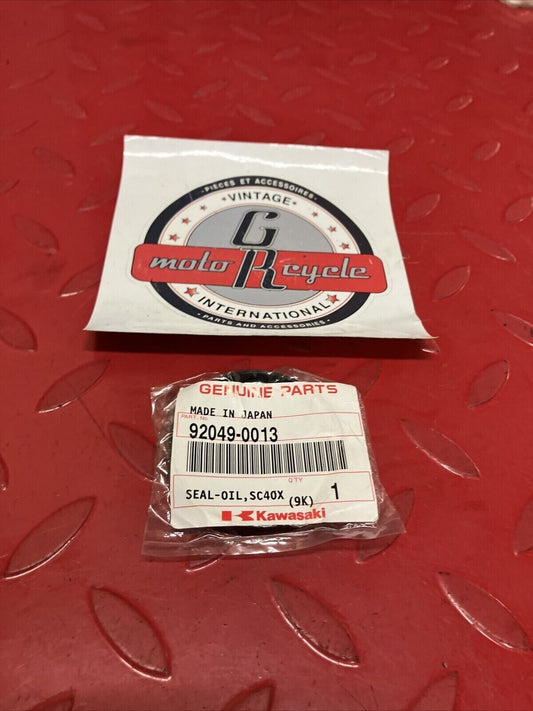 • PIECES ET ACCESSOIRES •
• VINTAGE •
G
moto R cycle
INTERNATIONAL
• PARTS AND ACCESSORIES •
GENUINE PARTS
MADE IN JAPAN
PART No.
92049-0013
QTY
SEAL-OIL,SC40X 1
(9K)
Kawasaki